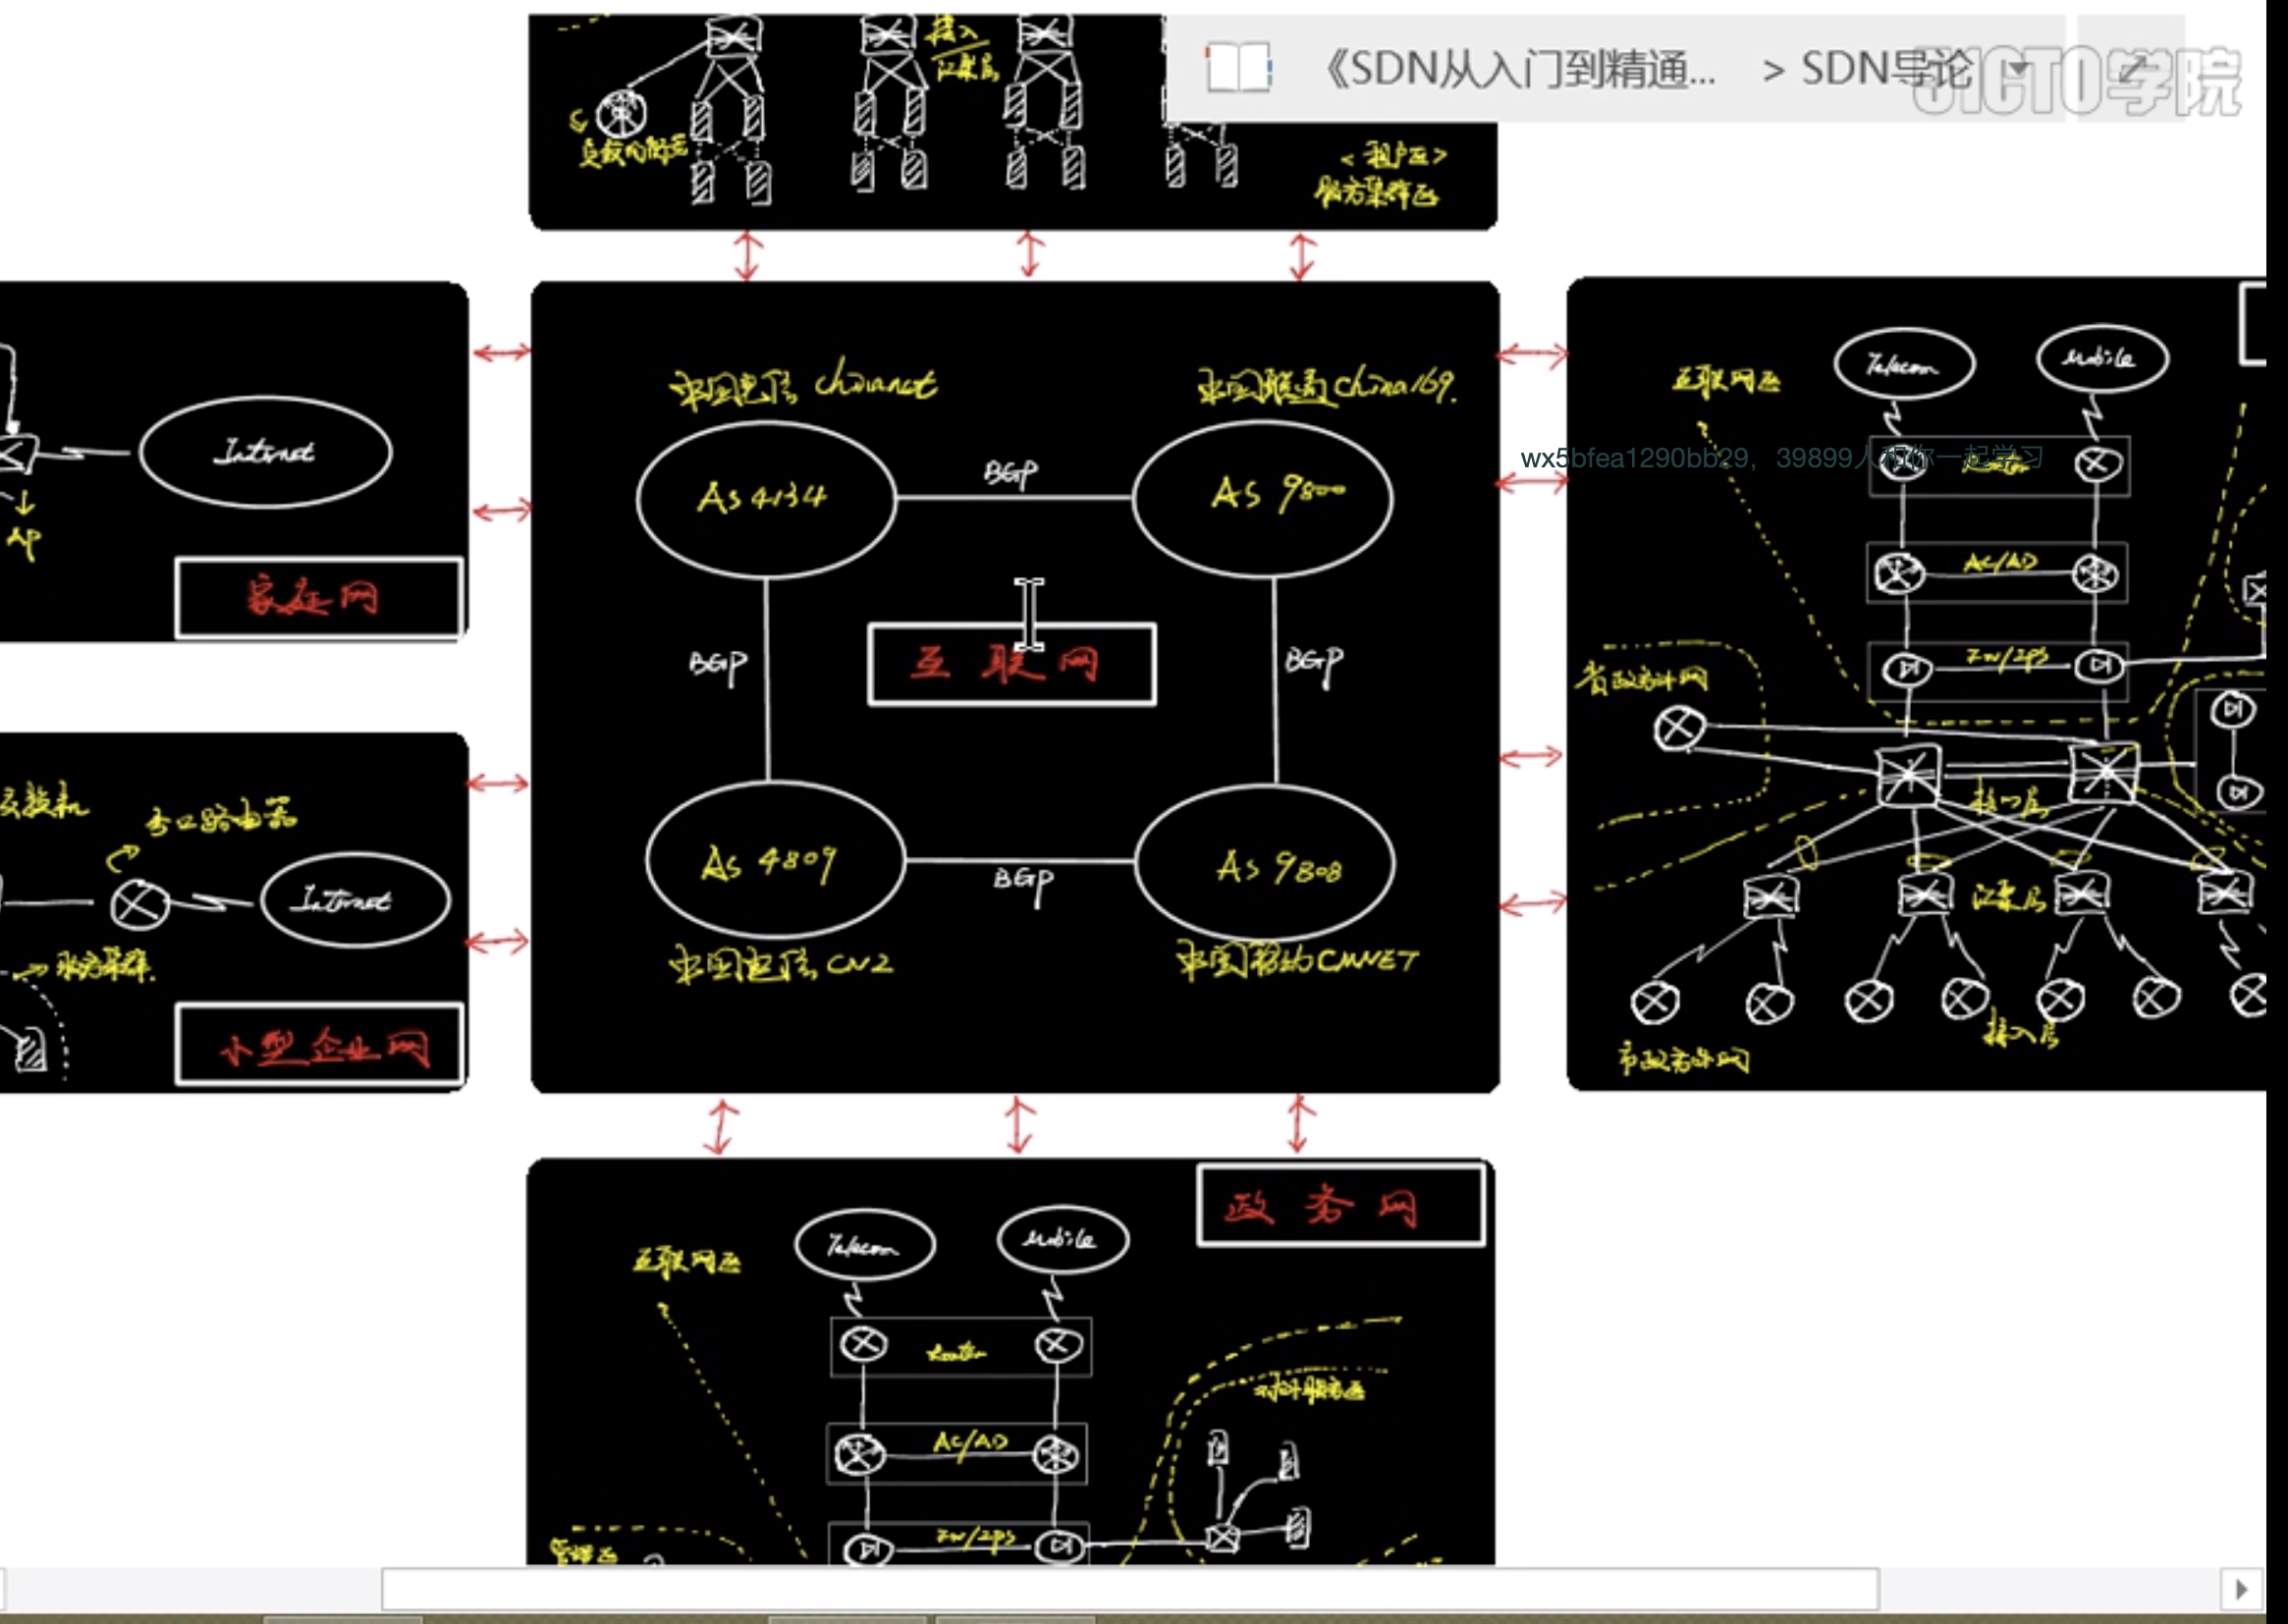 接入
汇聚层
《SDN从入门到精通... > SDN导论
51CTO学院
负载均衡器
<租户区>
服务集群区
Internet
AP
家庭网
中国电信 chinanet
中国联通 China169.
AS 4134
BGP
AS 9800
BGP
互联网
BGP
AS 4809
BGP
AS 9808
中国电信 CN2
中国移动 CMNET
交换机
出口路由器
Internet
服务集群
小型企业网
互联网区
Telecom
Mobile
wx5bfea1290bb29，39899人和你一起学习
AC/AD
FW/IPS
省政务外网
核心层
汇聚层
接入层
市政务外网
政务网
互联网区
Telecom
Mobile
Router
对外服务区
AC/AD
FW/IPS
管理区